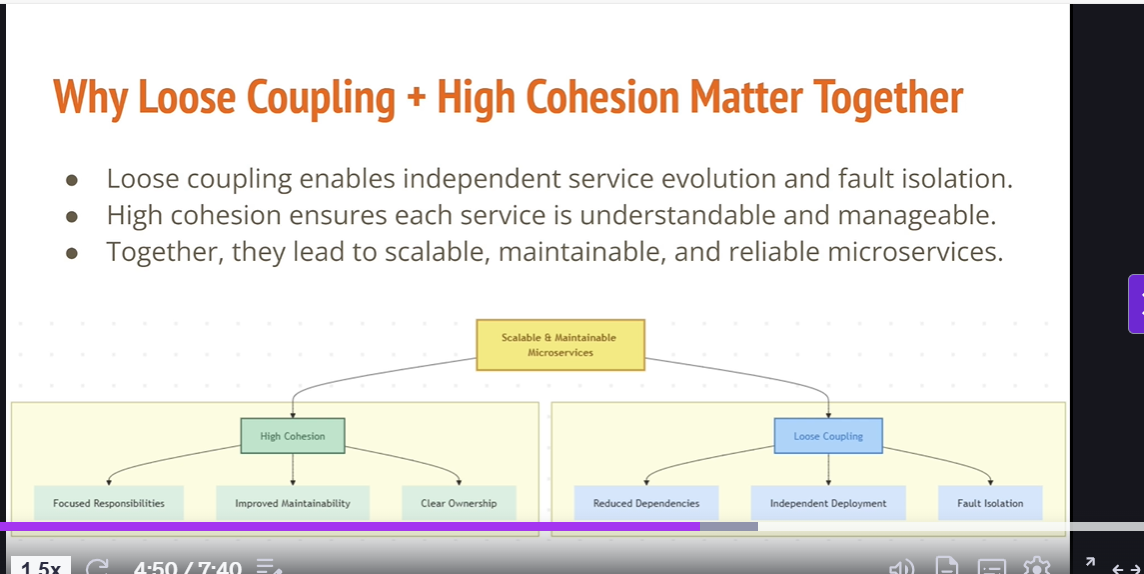 Why Loose Coupling + High Cohesion Matter Together
● Loose coupling enables independent service evolution and fault isolation.
● High cohesion ensures each service is understandable and manageable.
● Together, they lead to scalable, maintainable, and reliable microservices.
Scalable & Maintainable
Microservices
High Cohesion
Loose Coupling
Focused Responsibilities
Improved Maintainability
Clear Ownership
Reduced Dependencies
Independent Deployment
Fault Isolation
1.5x
4:50 / 7:40